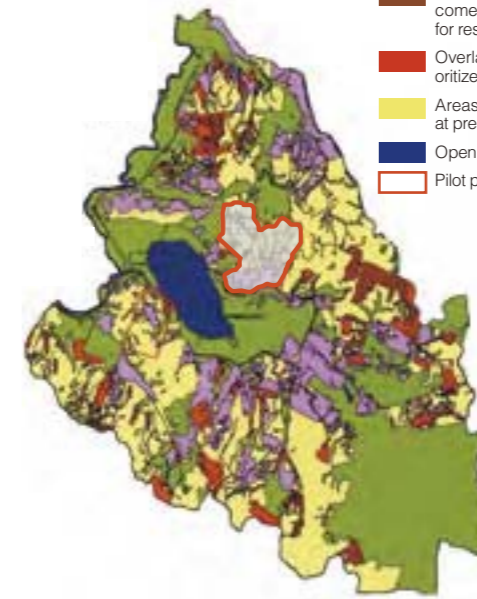 come
for res
Overla
oritize
Areas
at pre
Open
Pilot p